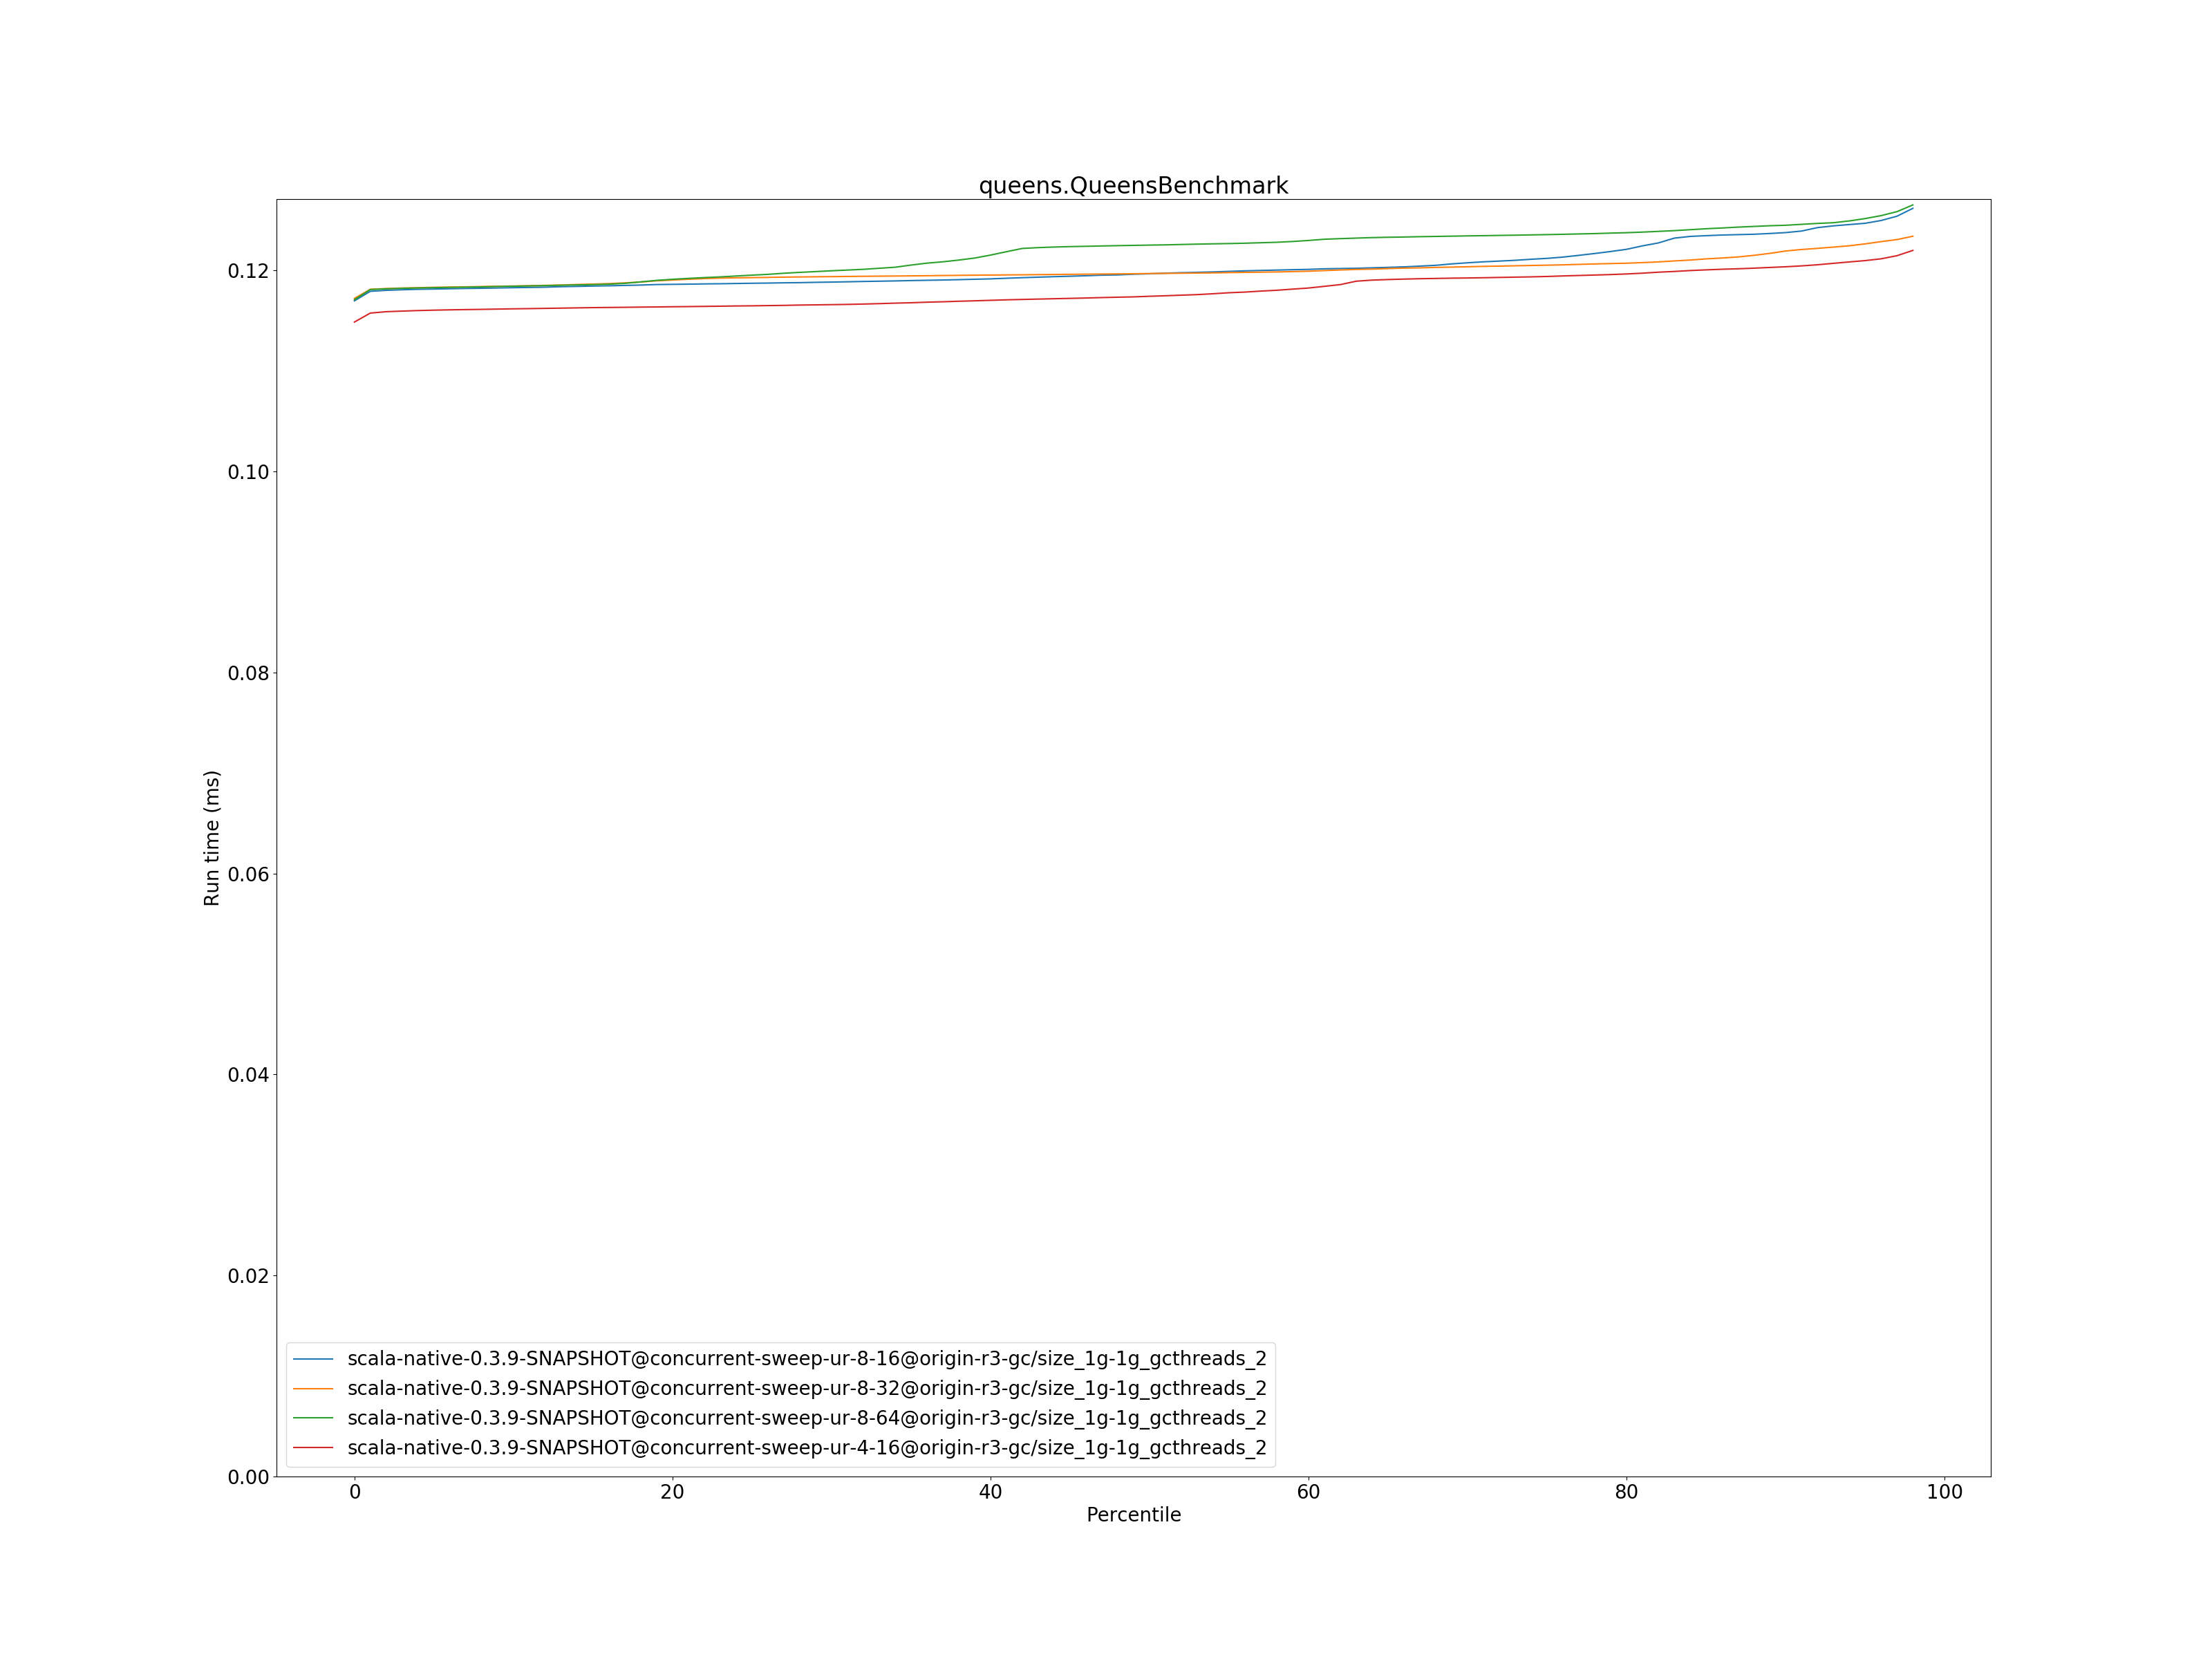 queens.QueensBenchmark
0.12
0.10
0.08
0.06
0.04
0.02
0.00
Run time (ms)
scala-native-0.3.9-SNAPSHOT@concurrent-sweep-ur-8-16@origin-r3-gc/size_1g-1g_gcthreads_2
scala-native-0.3.9-SNAPSHOT@concurrent-sweep-ur-8-32@origin-r3-gc/size_1g-1g_gcthreads_2
scala-native-0.3.9-SNAPSHOT@concurrent-sweep-ur-8-64@origin-r3-gc/size_1g-1g_gcthreads_2
scala-native-0.3.9-SNAPSHOT@concurrent-sweep-ur-4-16@origin-r3-gc/size_1g-1g_gcthreads_2
0 20 40 60 80 100
Percentile